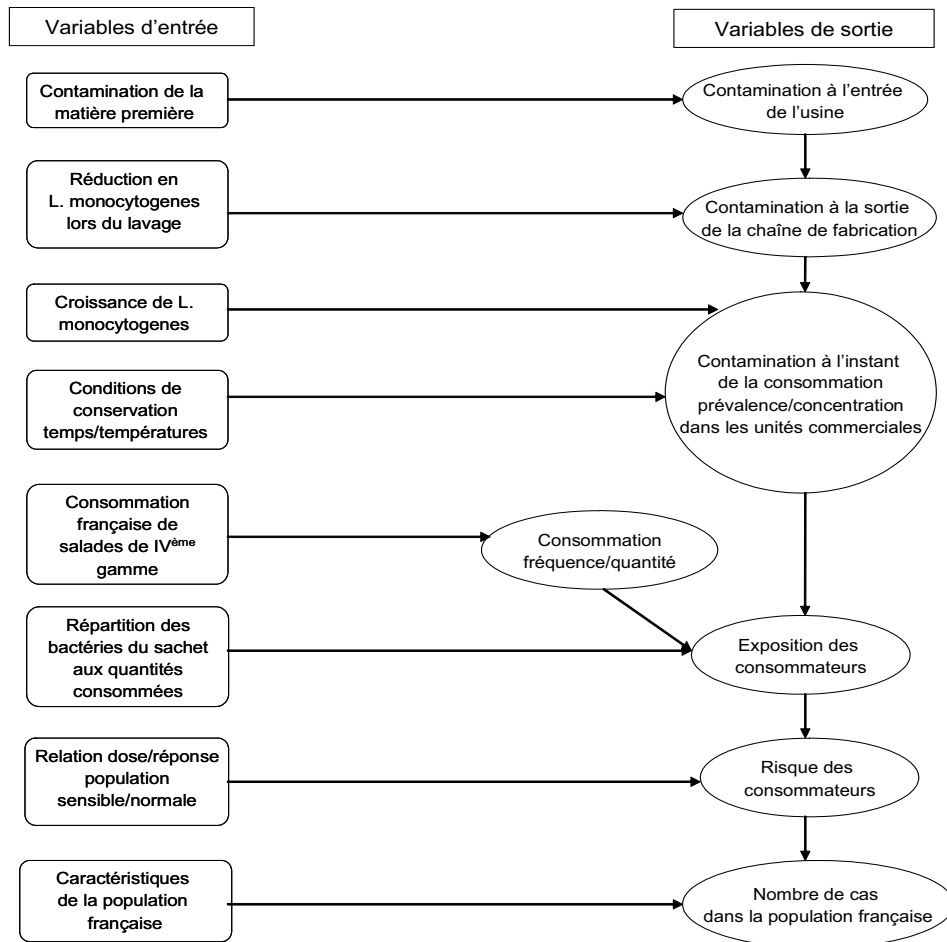 Variables d'entrée
Variables de sortie
Contamination de la
matière première
Contamination à l'entrée
de l'usine
Réduction en
L. monocytogenes
lors du lavage
Contamination à la sortie
de la chaîne de fabrication
Croissance de L.
monocytogenes
Contamination à l'instant
de la consommation
prévalence/concentration
dans les unités commerciales
Conditions de
conservation
temps/températures
Consommation
française de
salades de IVème
gamme
Consommation
fréquence/quantité
Répartition des
bactéries du sachet
aux quantités
consommées
Exposition des
consommateurs
Relation dose/réponse
population
sensible/normale
Risque des
consommateurs
Caractéristiques
de la population
française
Nombre de cas
dans la population française